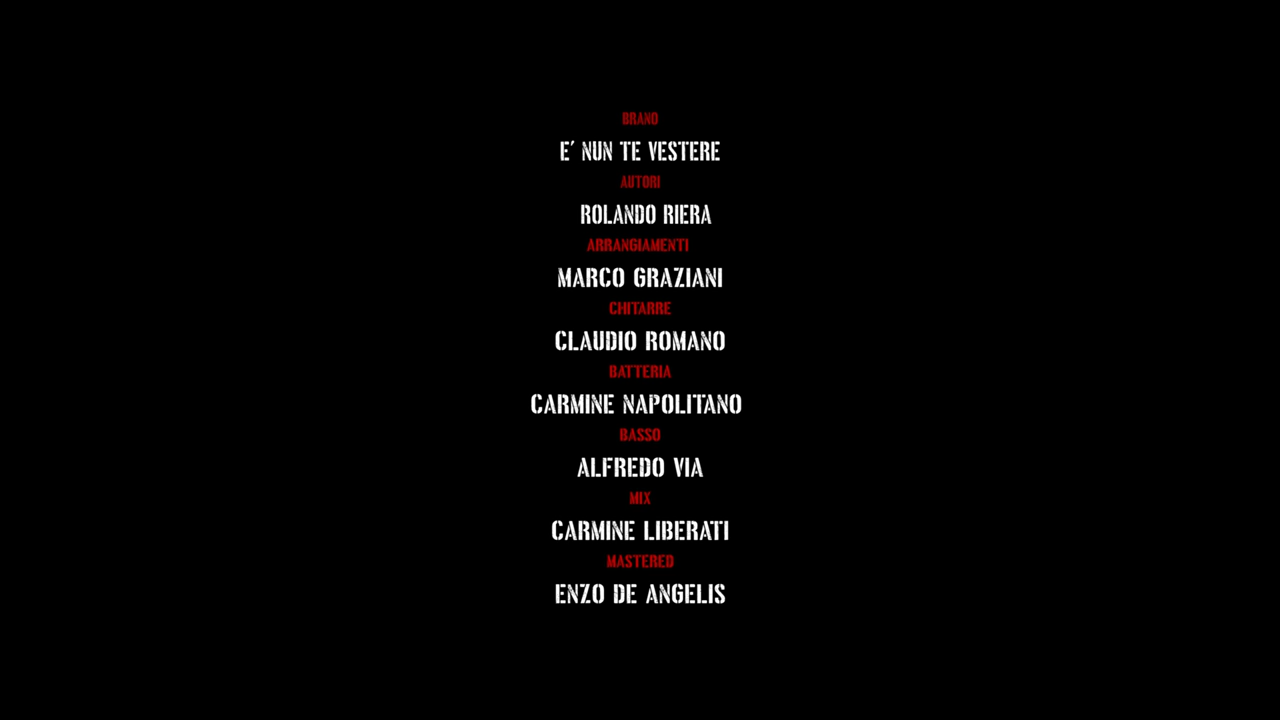 BRANO
E' NUN TE VESTERE
AUTORI
ROLANDO RIERA
ARRANGIAMENTI
MARCO GRAZIANI
CHITARRE
CLAUDIO ROMANO
BATTERIA
CARMINE NAPOLITANO
BASSO
ALFREDO VIA
MIX
CARMINE LIBERATI
MASTERED
ENZO DE ANGELIS